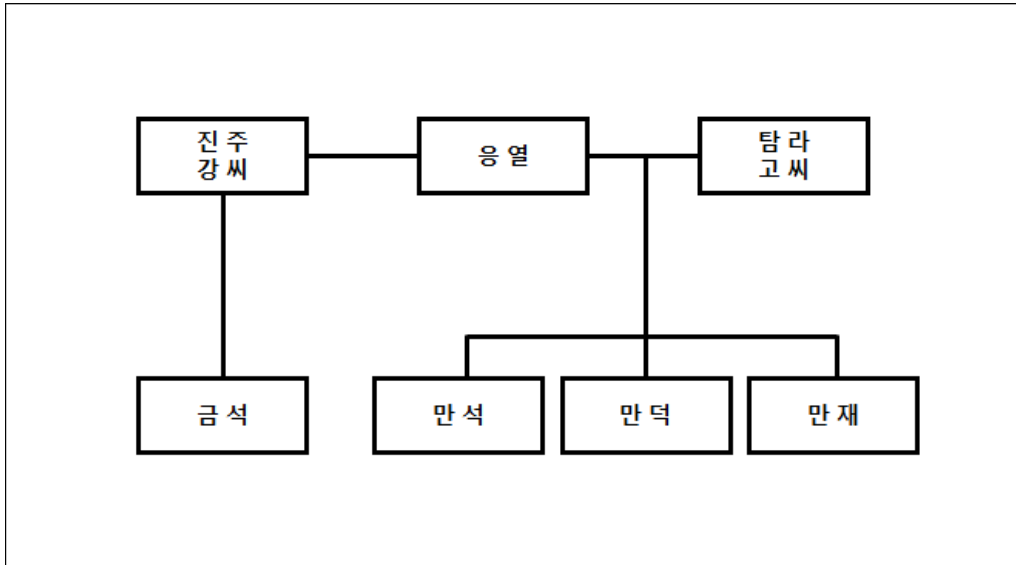 진 주
강 씨
응 열
탐 라
고 씨
금 석
만 석
만 덕
만 재